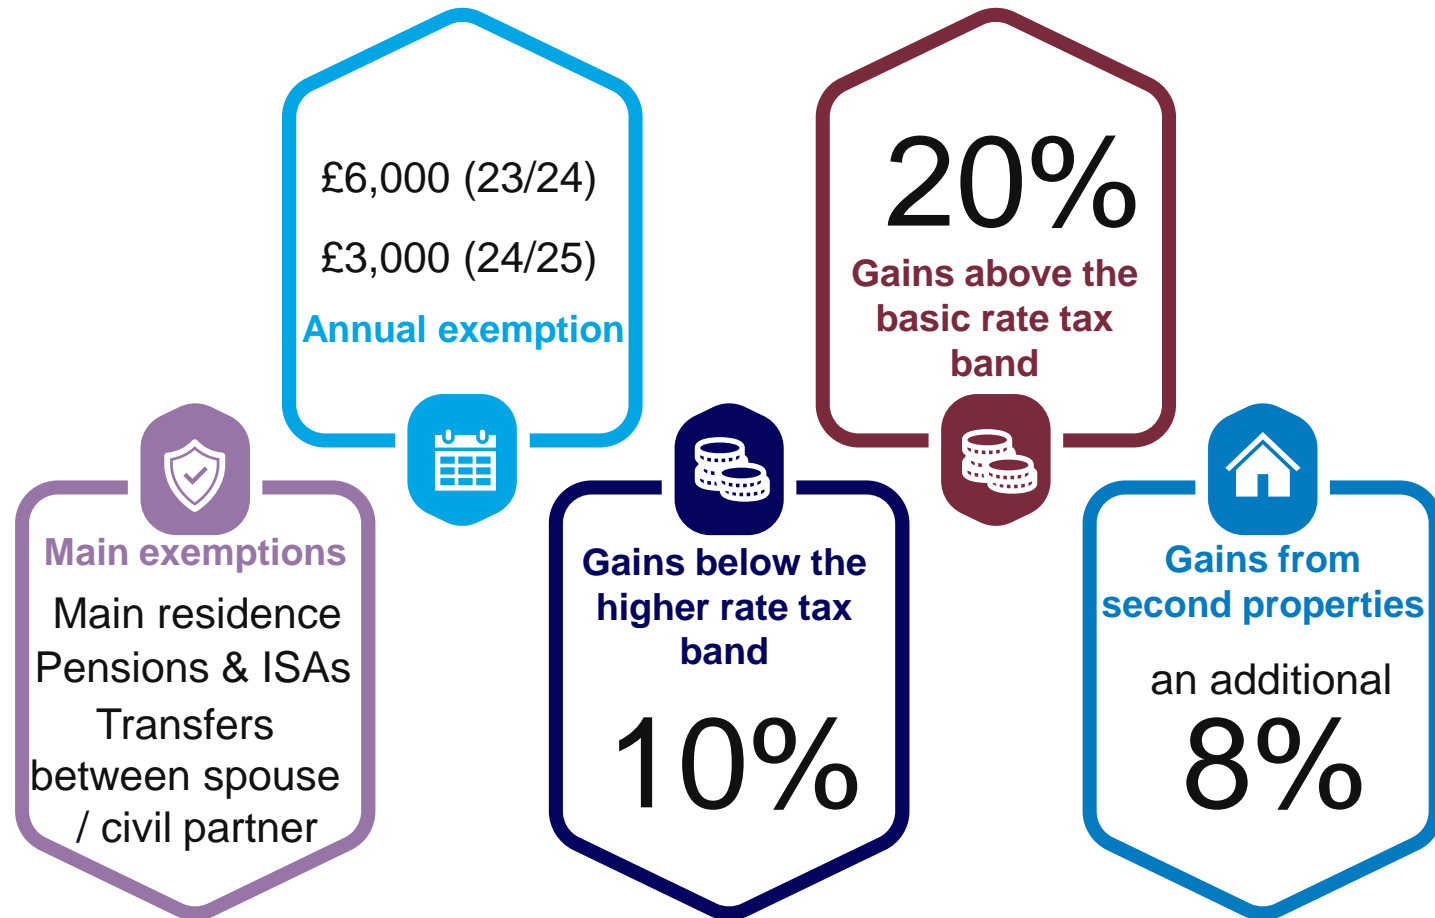 £6,000 (23/24)
£3,000 (24/25)
Annual exemption
20%
Gains above the
basic rate tax
band
Main exemptions
Main residence
Pensions & ISAs
Transfers
between spouse
/ civil partner
Gains below the
higher rate tax
band
10%
Gains from
second properties
an additional
8%